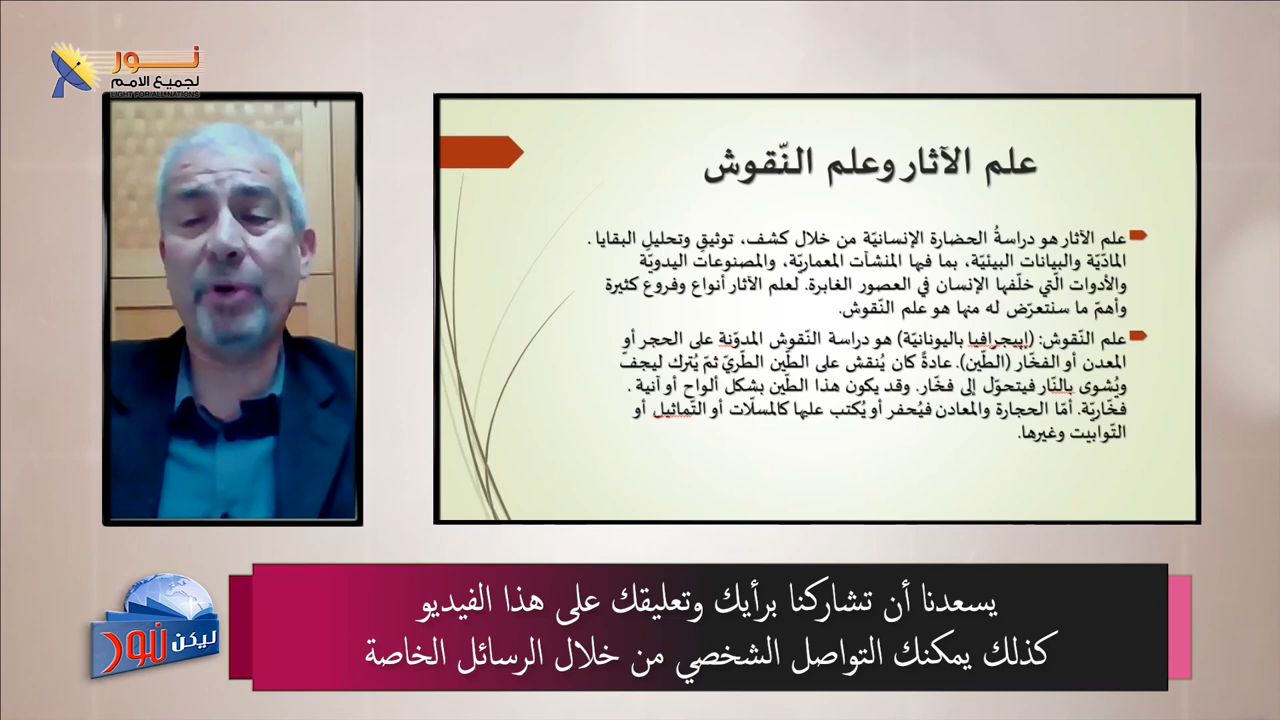 نور
لجميع الامم
LIGHT FOR ALL NATIONS
علم الآثار وعلم النّقوش
علم الآثار هو دراسةُ الحضارة الإنسانيّة من خلال كشف، توثيقِ وتحليلِ البقايا .
المادّيّة والبيانات البيئيّة، بما فيها المنشآت المعماريّة، والمصنوعات اليدويّة
والأدوات الّتي خلّفها الإنسان في العصور الغابرة. لعلم الآثار أنواع وفروع كثيرة
وأهمّ ما سنتعرّض له منها هو علم النّقوش.
علم النّقوش: (إبيجرافيا باليونانيّة) هو دراسة النّقوش المدوّنة على الحجر أو
المعدن أو الفخّار (الطّين). عادةً كان يُنقش على الطّين الطّريّ ثمّ يُترك ليجفّ
ويُشوى بالنّار فيتحوّل إلى فخّار. وقد يكون هذا الطّين بشكل ألواح أو آنية .
فخّاريّة. أمّا الحجارة والمعادن فيُحفر أو يُكتب عليها كالمسلّات أو التّماثيل أو
التّوابيت وغيرها.
ليكن نور
يسعدنا أن تشاركنا برأيك وتعليقك على هذا الفيديو
كذلك يمكنك التواصل الشخصي من خلال الرسائل الخاصة